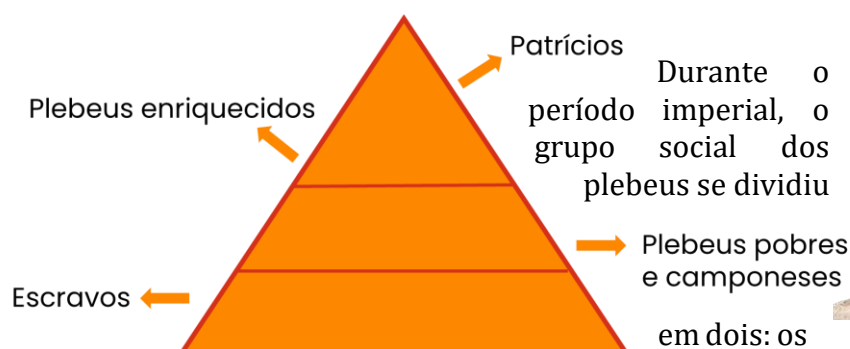 Patrícios
Plebeus enriquecidos
Durante o
período imperial, o
grupo social dos
plebeus se dividiu
Plebeus pobres
e camponeses
Escravos
em dois: os